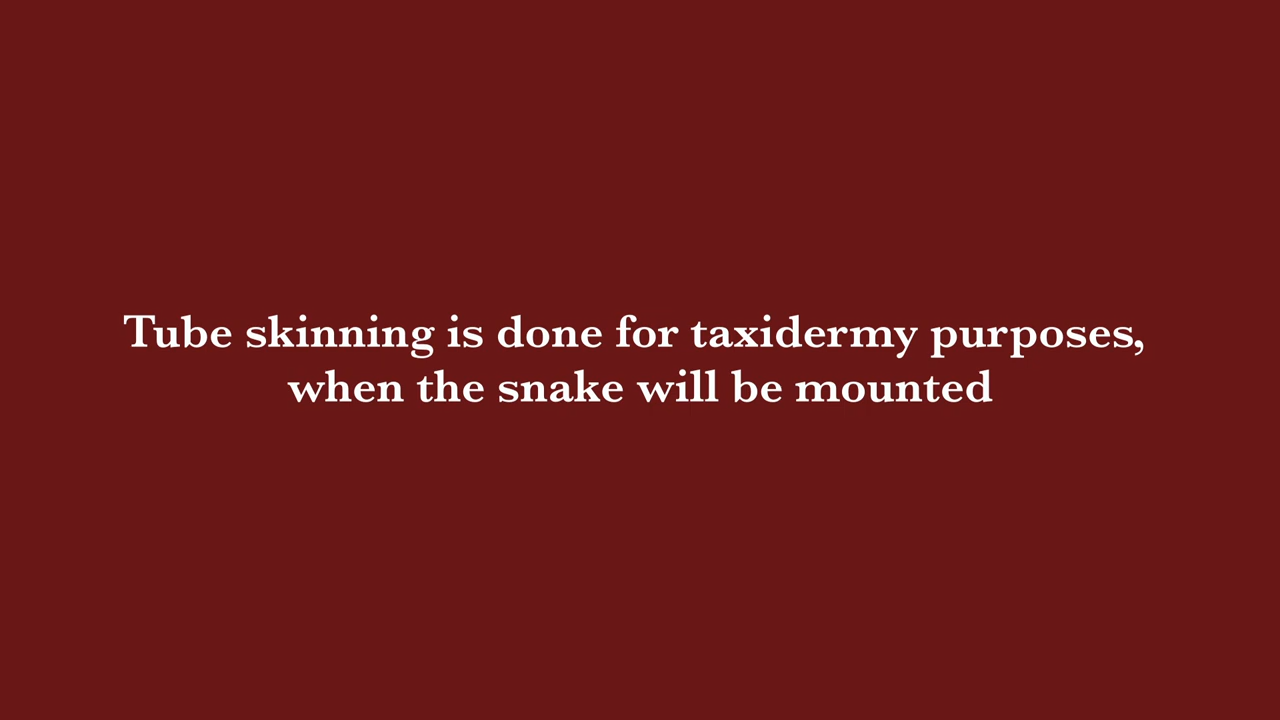 Tube skinning is done for taxidermy purposes,
when the snake will be mounted